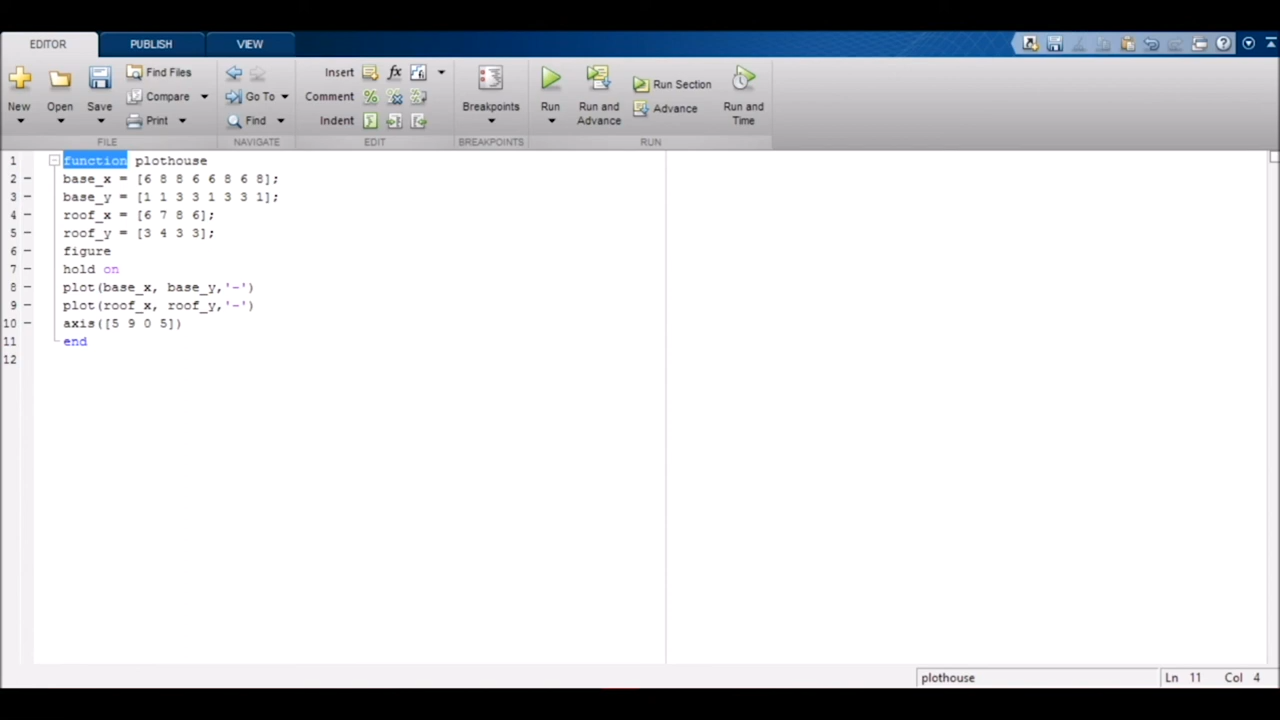 EDITOR PUBLISH VIEW
Find Files Insert fx
New Open Save Compare Go To Comment Breakpoints Run Run and Advance Run Section Advance Run and Time
Print Find Indent
FILE NAVIGATE EDIT BREAKPOINTS RUN
1 function plothouse
2 base_x = [6 8 8 6 6 8 6 8];
3 base_y = [1 1 3 3 1 3 3 1];
4 roof_x = [6 7 8 6];
5 roof_y = [3 4 3 3];
6 figure
7 hold on
8 plot(base_x, base_y,'-')
9 plot(roof_x, roof_y,'-')
10 axis([5 9 0 5])
11 end
12
plothouse Ln 11 Col 4